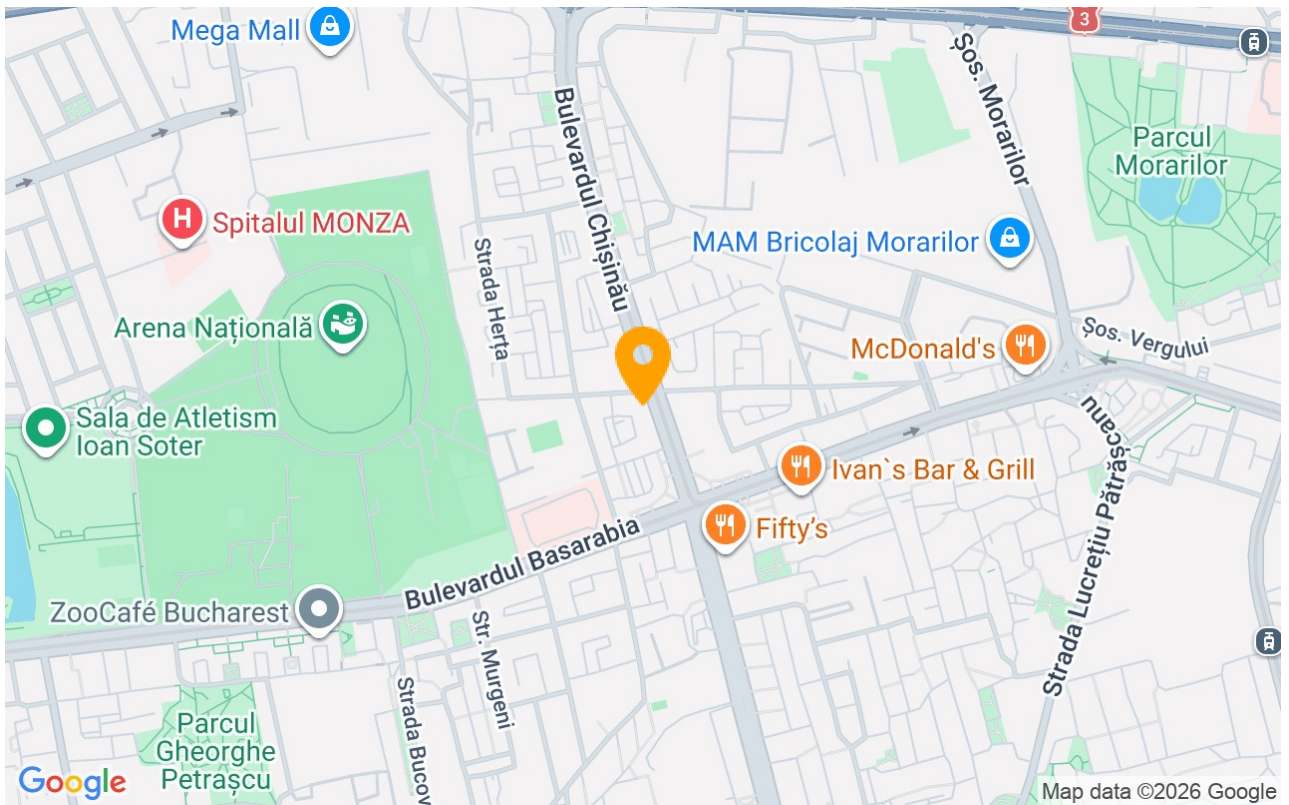 Mega Mall
3
Șos. Morarilor
Bulevardul Chișinău
Parcul
Morarilor
H
Spitalul MONZA
MAM Bricolaj Morarilor
Strada Herța
Arena Națională
Șos. Vergului
McDonald's
Sala de Atletism
Ioan Soter
Strada Lucrețiu Pătrășcanu
Ivan`s Bar & Grill
Fifty's
Bulevardul Basarabia
ZooCafé Bucharest
Str. Murgeni
Strada Bucov
Parcul
Gheorghe
Petrașcu
Google
Map data ©2026 Google